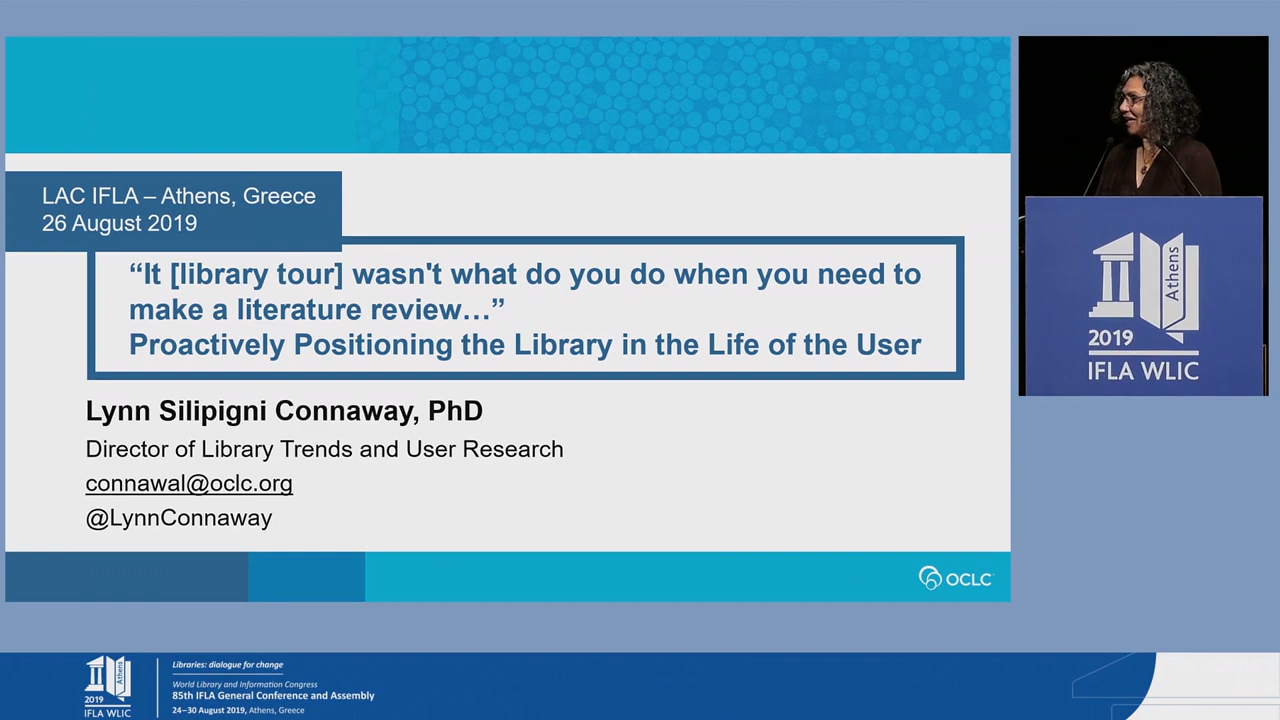 LAC IFLA – Athens, Greece
26 August 2019
“It [library tour] wasn't what do you do when you need to
make a literature review…”
Proactively Positioning the Library in the Life of the User
Lynn Silipigni Connaway, PhD
Director of Library Trends and User Research
connawal@oclc.org
@LynnConnaway
OCLC
Athens
2019
IFLA WLIC
Athens
2019
IFLA WLIC
Libraries: dialogue for change
World Library and Information Congress
85th IFLA General Conference and Assembly
24–30 August 2019, Athens, Greece